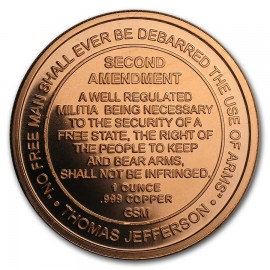 "NO FREE MAN SHALL EVER BE DEBARRED THE USE OF ARMS"
• THOMAS JEFFERSON •
SECOND
AMENDMENT
A WELL REGULATED
MILITIA BEING NECESSARY
TO THE SECURITY OF A
FREE STATE, THE RIGHT OF
THE PEOPLE TO KEEP
AND BEAR ARMS,
SHALL NOT BE INFRINGED.
1 OUNCE
.999 COPPER
GSM